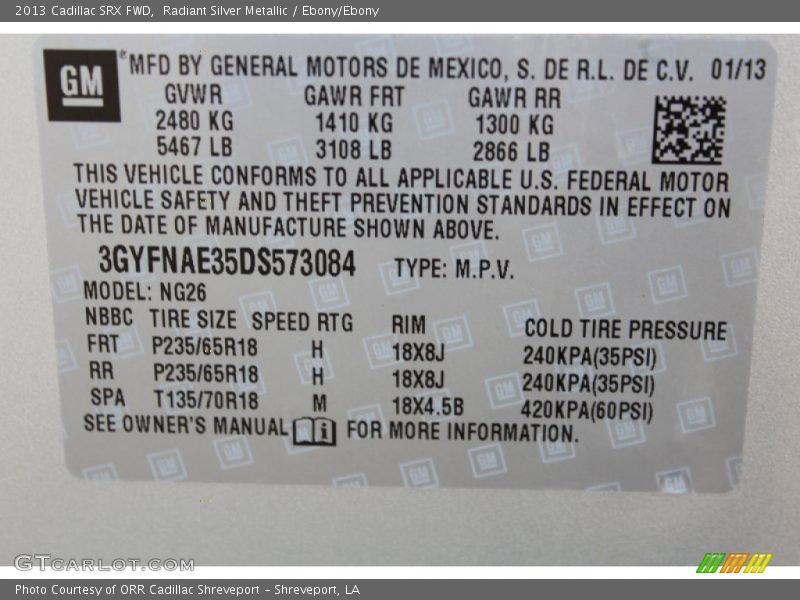 2013 Cadillac SRX FWD, Radiant Silver Metallic / Ebony/Ebony
GM
MFD BY GENERAL MOTORS DE MEXICO, S. DE R.L. DE C.V. 01/13
GVWR GAWR FRT GAWR RR
2480 KG 1410 KG 1300 KG
5467 LB 3108 LB 2866 LB
THIS VEHICLE CONFORMS TO ALL APPLICABLE U.S. FEDERAL MOTOR
VEHICLE SAFETY AND THEFT PREVENTION STANDARDS IN EFFECT ON
THE DATE OF MANUFACTURE SHOWN ABOVE.
3GYFNAE35DS573084 TYPE: M.P.V.
MODEL: NG26
NBBC TIRE SIZE SPEED RTG RIM COLD TIRE PRESSURE
FRT P235/65R18 H 18X8J 240KPA(35PSI)
RR P235/65R18 H 18X8J 240KPA(35PSI)
SPA T135/70R18 M 18X4.5B 420KPA(60PSI)
SEE OWNER'S MANUAL i FOR MORE INFORMATION.
GTCARLOT.COM
Photo Courtesy of ORR Cadillac Shreveport - Shreveport, LA